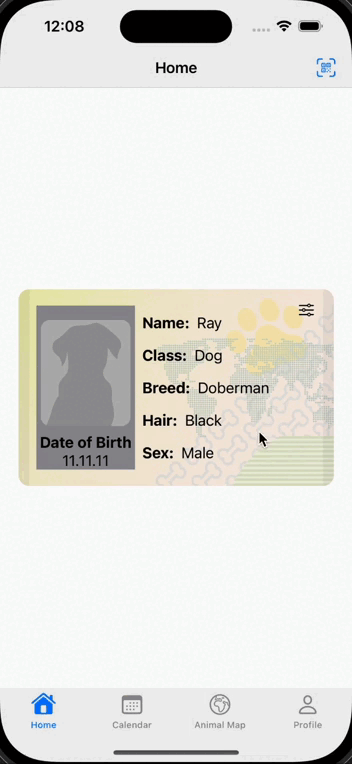 12:08
Home
Name: Ray
Class: Dog
Breed: Doberman
Hair: Black
Sex: Male
Date of Birth
11.11.11
Home
Calendar
Animal Map
Profile